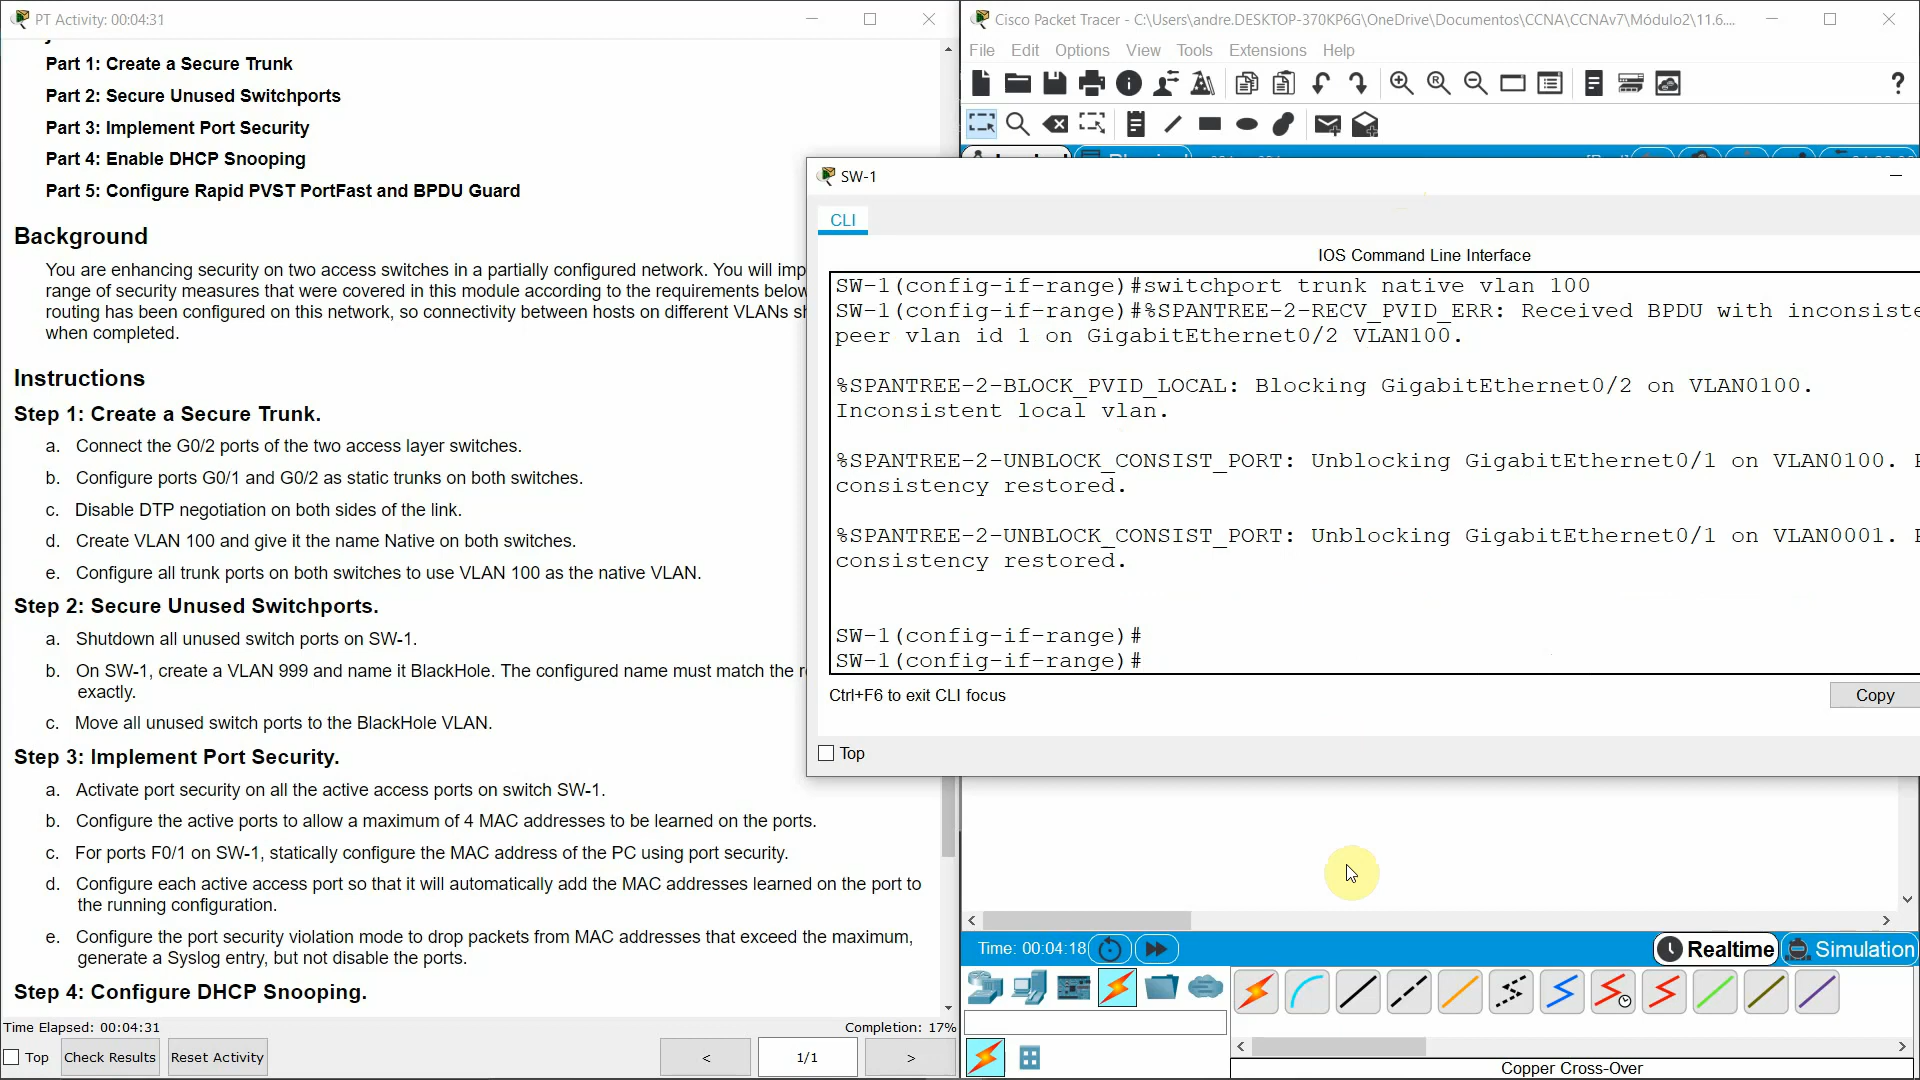 PT Activity: 00:04:31
Part 1: Create a Secure Trunk
Part 2: Secure Unused Switchports
Part 3: Implement Port Security
Part 4: Enable DHCP Snooping
Part 5: Configure Rapid PVST PortFast and BPDU Guard
Background
You are enhancing security on two access switches in a partially configured network. You will imp
range of security measures that were covered in this module according to the requirements below
routing has been configured on this network, so connectivity between hosts on different VLANs sh
when completed.
Instructions
Step 1: Create a Secure Trunk.
a. Connect the G0/2 ports of the two access layer switches.
b. Configure ports G0/1 and G0/2 as static trunks on both switches.
c. Disable DTP negotiation on both sides of the link.
d. Create VLAN 100 and give it the name Native on both switches.
e. Configure all trunk ports on both switches to use VLAN 100 as the native VLAN.
Step 2: Secure Unused Switchports.
a. Shutdown all unused switch ports on SW-1.
b. On SW-1, create a VLAN 999 and name it BlackHole. The configured name must match the r
exactly.
c. Move all unused switch ports to the BlackHole VLAN.
Step 3: Implement Port Security.
a. Activate port security on all the active access ports on switch SW-1.
b. Configure the active ports to allow a maximum of 4 MAC addresses to be learned on the ports.
c. For ports F0/1 on SW-1, statically configure the MAC address of the PC using port security.
d. Configure each active access port so that it will automatically add the MAC addresses learned on the port to
the running configuration.
e. Configure the port security violation mode to drop packets from MAC addresses that exceed the maximum,
generate a Syslog entry, but not disable the ports.
Step 4: Configure DHCP Snooping.
Time Elapsed: 00:04:31
Completion: 17%
Top
Check Results
Reset Activity
<
1/1
>
Cisco Packet Tracer - C:\Users\andre.DESKTOP-370KP6G\OneDrive\Documentos\CCNA\CCNAv7\Módulo2\11.6....
File Edit Options View Tools Extensions Help
SW-1
CLI
IOS Command Line Interface
SW-1(config-if-range)#switchport trunk native vlan 100
SW-1(config-if-range)#%SPANTREE-2-RECV_PVID_ERR: Received BPDU with inconsiste
peer vlan id 1 on GigabitEthernet0/2 VLAN100.
%SPANTREE-2-BLOCK_PVID_LOCAL: Blocking GigabitEthernet0/2 on VLAN0100.
Inconsistent local vlan.
%SPANTREE-2-UNBLOCK_CONSIST_PORT: Unblocking GigabitEthernet0/1 on VLAN0100. P
consistency restored.
%SPANTREE-2-UNBLOCK_CONSIST_PORT: Unblocking GigabitEthernet0/1 on VLAN0001. P
consistency restored.
SW-1(config-if-range)#
SW-1(config-if-range)#
Ctrl+F6 to exit CLI focus
Copy
Top
Time: 00:04:18
Realtime
Simulation
Copper Cross-Over